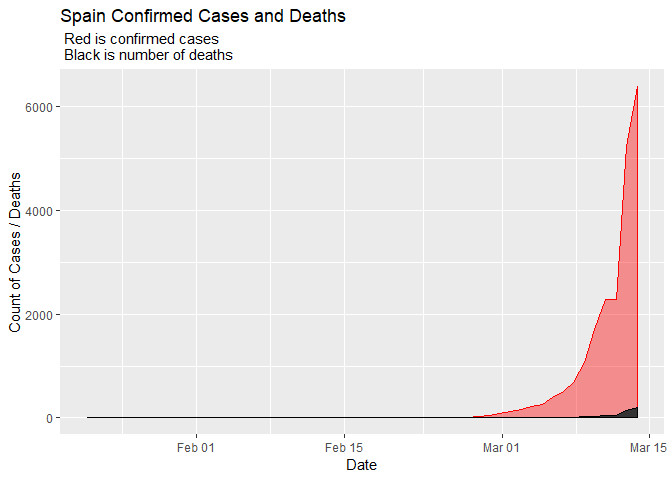 Spain Confirmed Cases and Deaths
Red is confirmed cases
Black is number of deaths
Count of Cases / Deaths
6000
4000
2000
0
Feb 01
Feb 15
Mar 01
Mar 15
Date